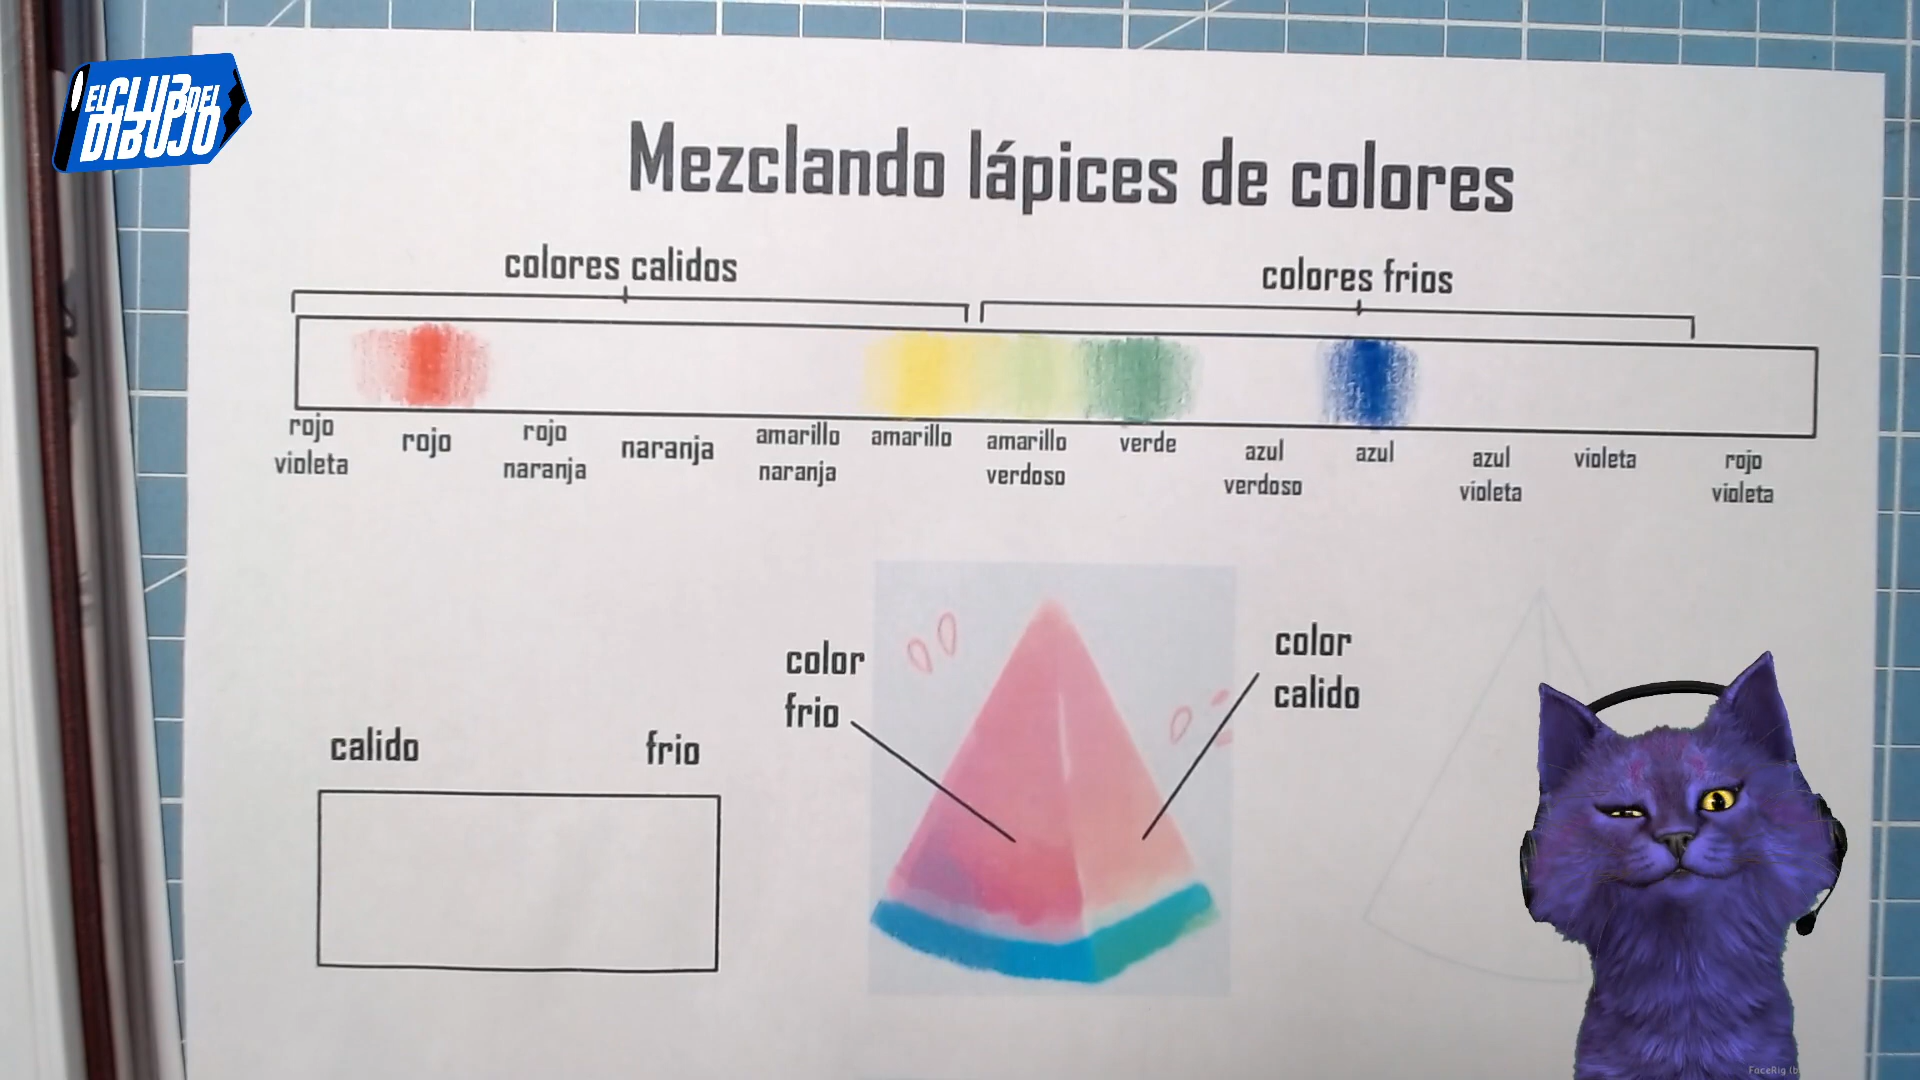 EL CLUB DEL
DIBUJO
Mezclando lápices de colores
colores calidos
colores frios
rojo
violeta
rojo
rojo
naranja
naranja
amarillo
naranja
amarillo
amarillo
verdoso
verde
azul
verdoso
azul
azul
violeta
violeta
rojo
violeta
calido
frio
color
frio
color
calido